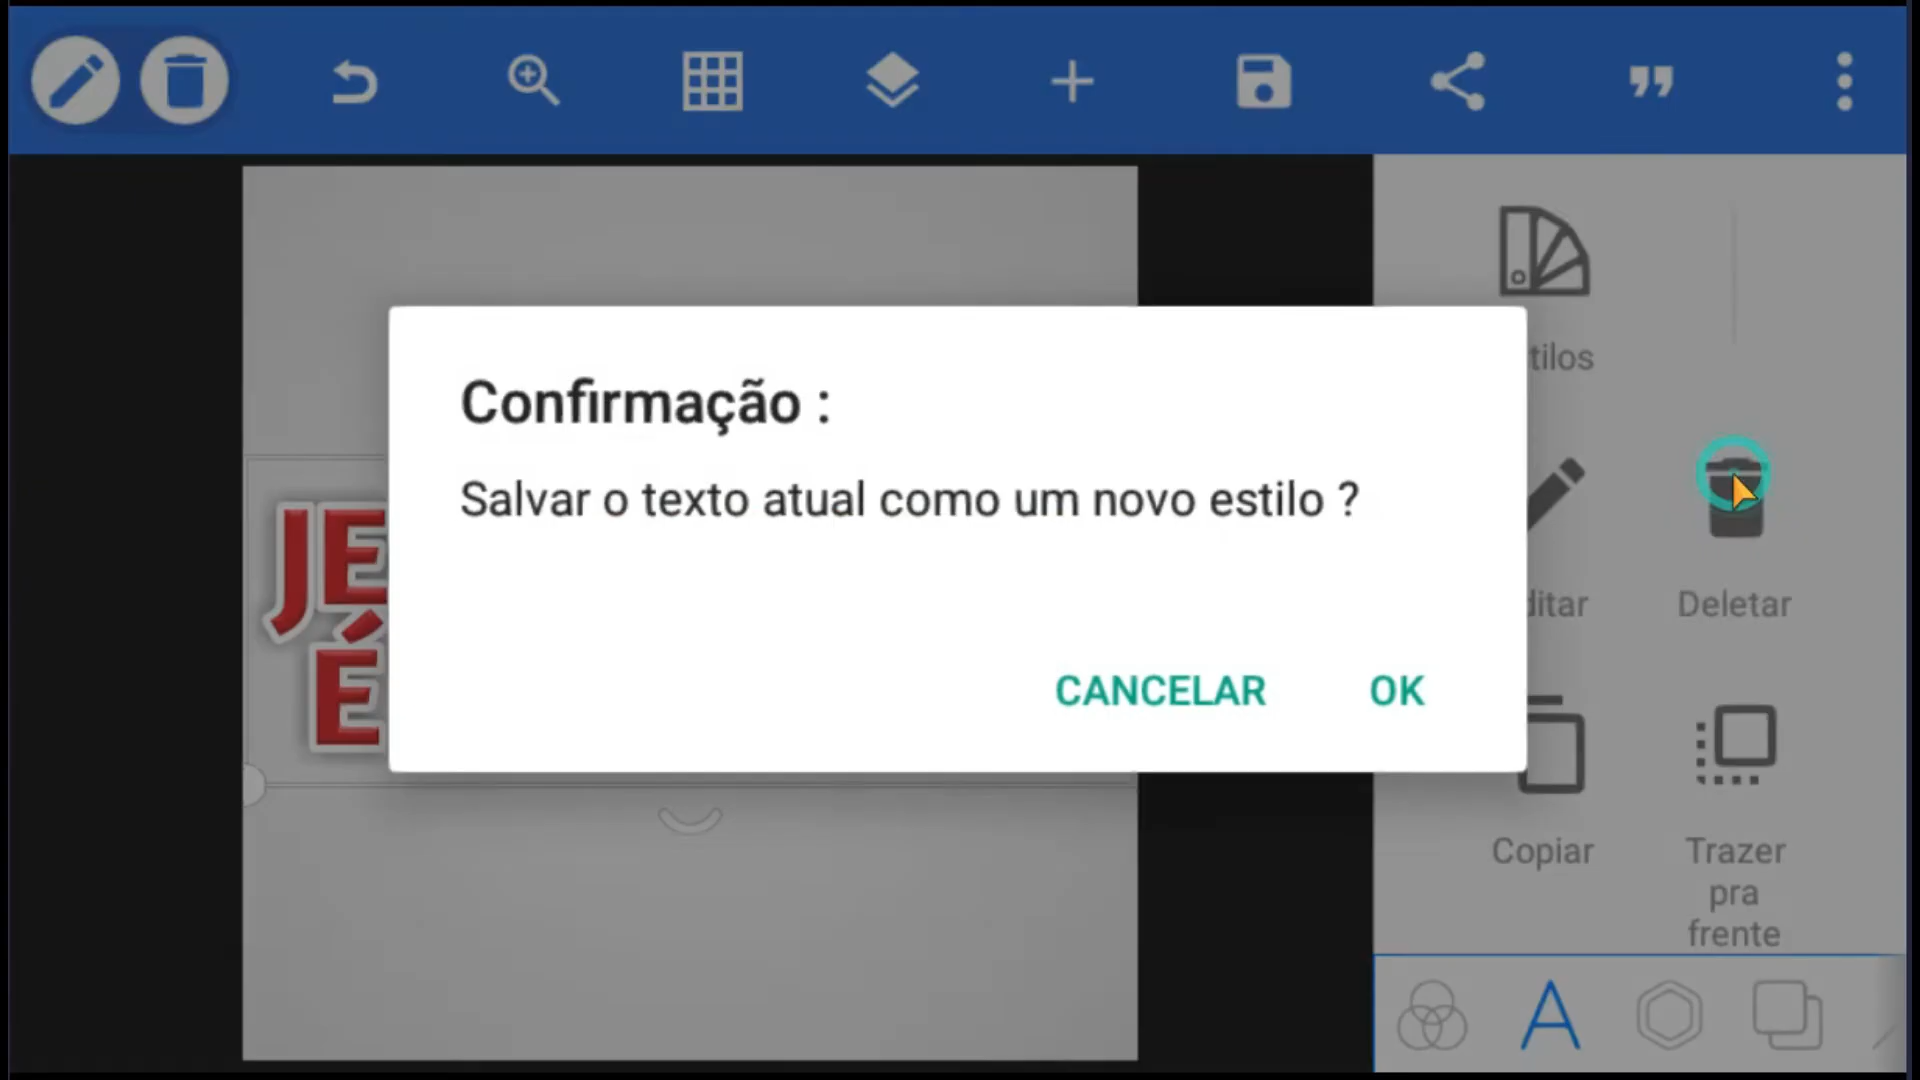 tilos
Confirmação :
Salvar o texto atual como um novo estilo ?
JE
É
ditar
Deletar
CANCELAR
OK
Copiar
Trazer
pra
frente